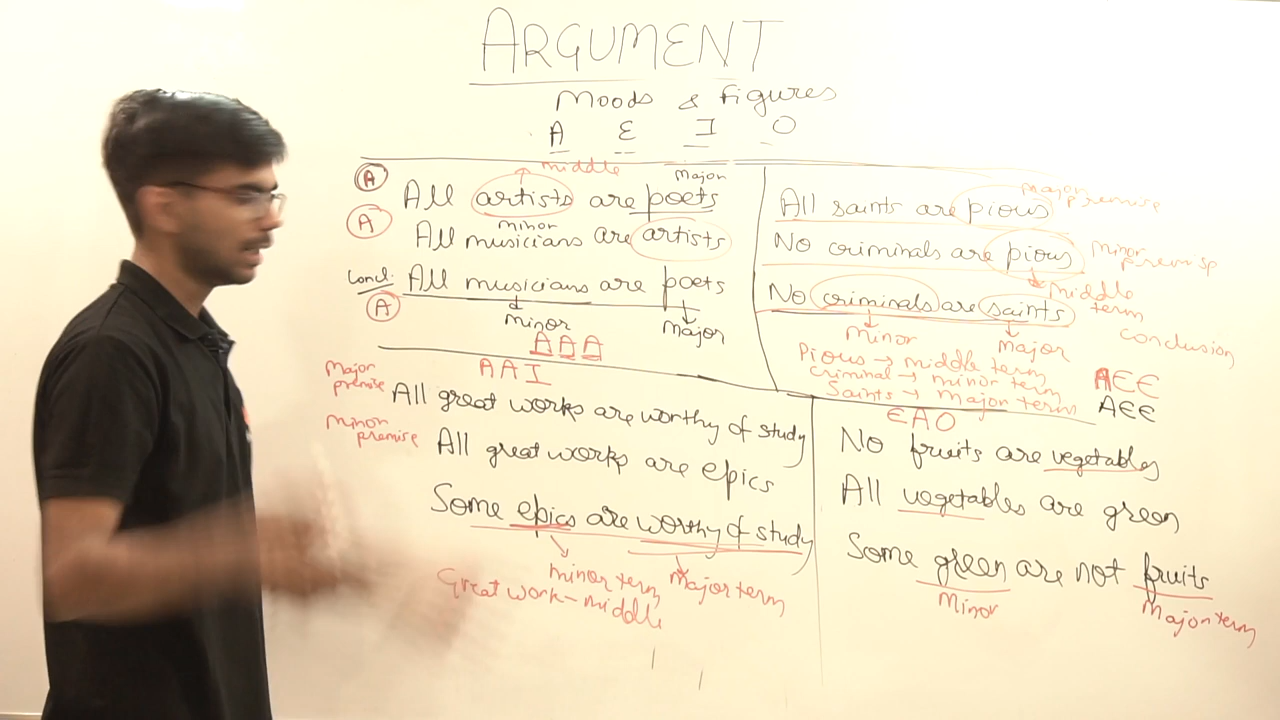 ARGUMENT
Moods & figures
A E I O
middle
Major
A All artists are poets
minor
A All musicians are artists
Concl. All musicians are poets
A
minor
Major
AAA
Major premise
All saints are pious
No criminals are pious
Minor premise
No criminals are saints
Middle term
Minor
Major
Conclusion
Pious → middle term
Criminal → minor term
Saints → Major term
AEE
AEE
AAI
Major premise
All great works are worthy of study
Minor premise
All great works are epics
Some epics are worthy of study
minor term
Major term
Great work - middle
EAO
No fruits are vegetables
All vegetables are green
Some green are not fruits
Minor
Major term